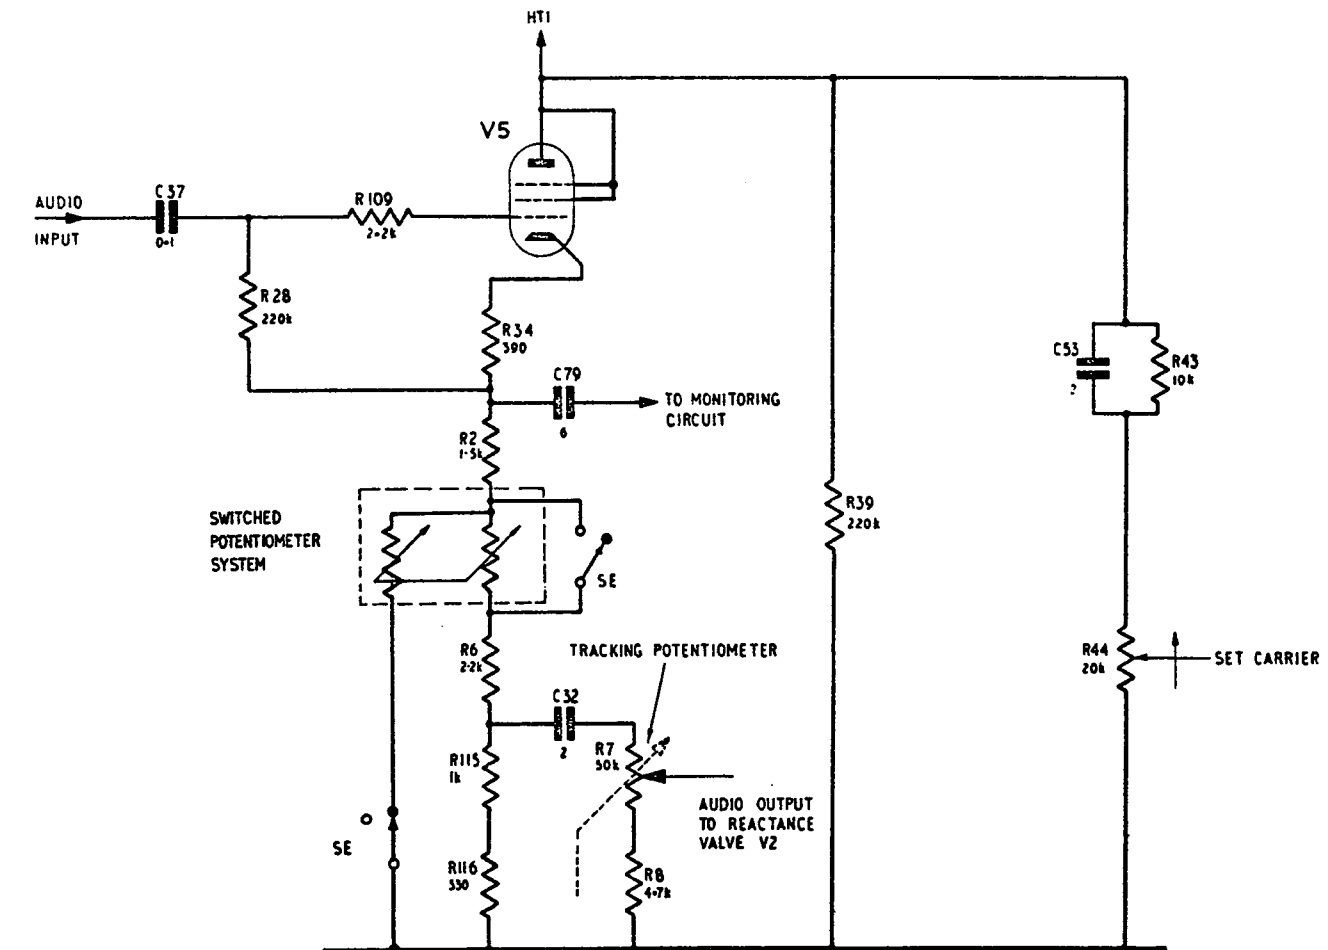 HT1
V5
AUDIO
INPUT
C37
0·1
R109
2·2k
R28
220k
R34
390
C79
6
TO MONITORING
CIRCUIT
R2
1·5k
C53
2
R43
10k
SWITCHED
POTENTIOMETER
SYSTEM
SE
R39
220k
R6
2·2k
TRACKING POTENTIOMETER
R44
20k
SET CARRIER
C32
2
R7
50k
R115
1k
AUDIO OUTPUT
TO REACTANCE
VALVE V2
SE
R116
330
R8
4·7k